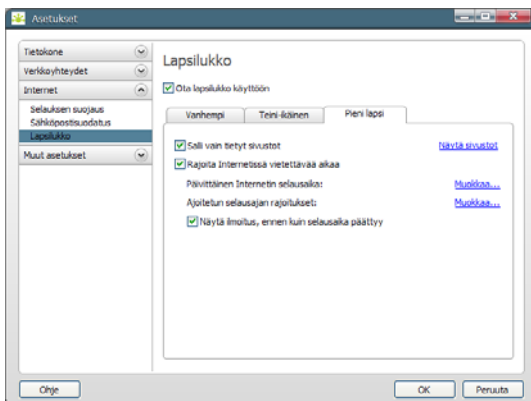 Asetukset
Tietokone
Verkkoyhteydet
Internet
Selauksen suojaus
Sähköpostisuodatus
Lapsilukko
Muut asetukset
Lapsilukko
Ota lapsilukko käyttöön
Vanhempi Teini-ikäinen Pieni lapsi
Salli vain tietyt sivustot Näytä sivustot
Rajoita Internetissä vietettävää aikaa
Päivittäinen Internetin selausaika: Muokkaa...
Ajoitetun selausajan rajoitukset: Muokkaa...
Näytä ilmoitus, ennen kuin selausaika päättyy
Ohje OK Peruuta